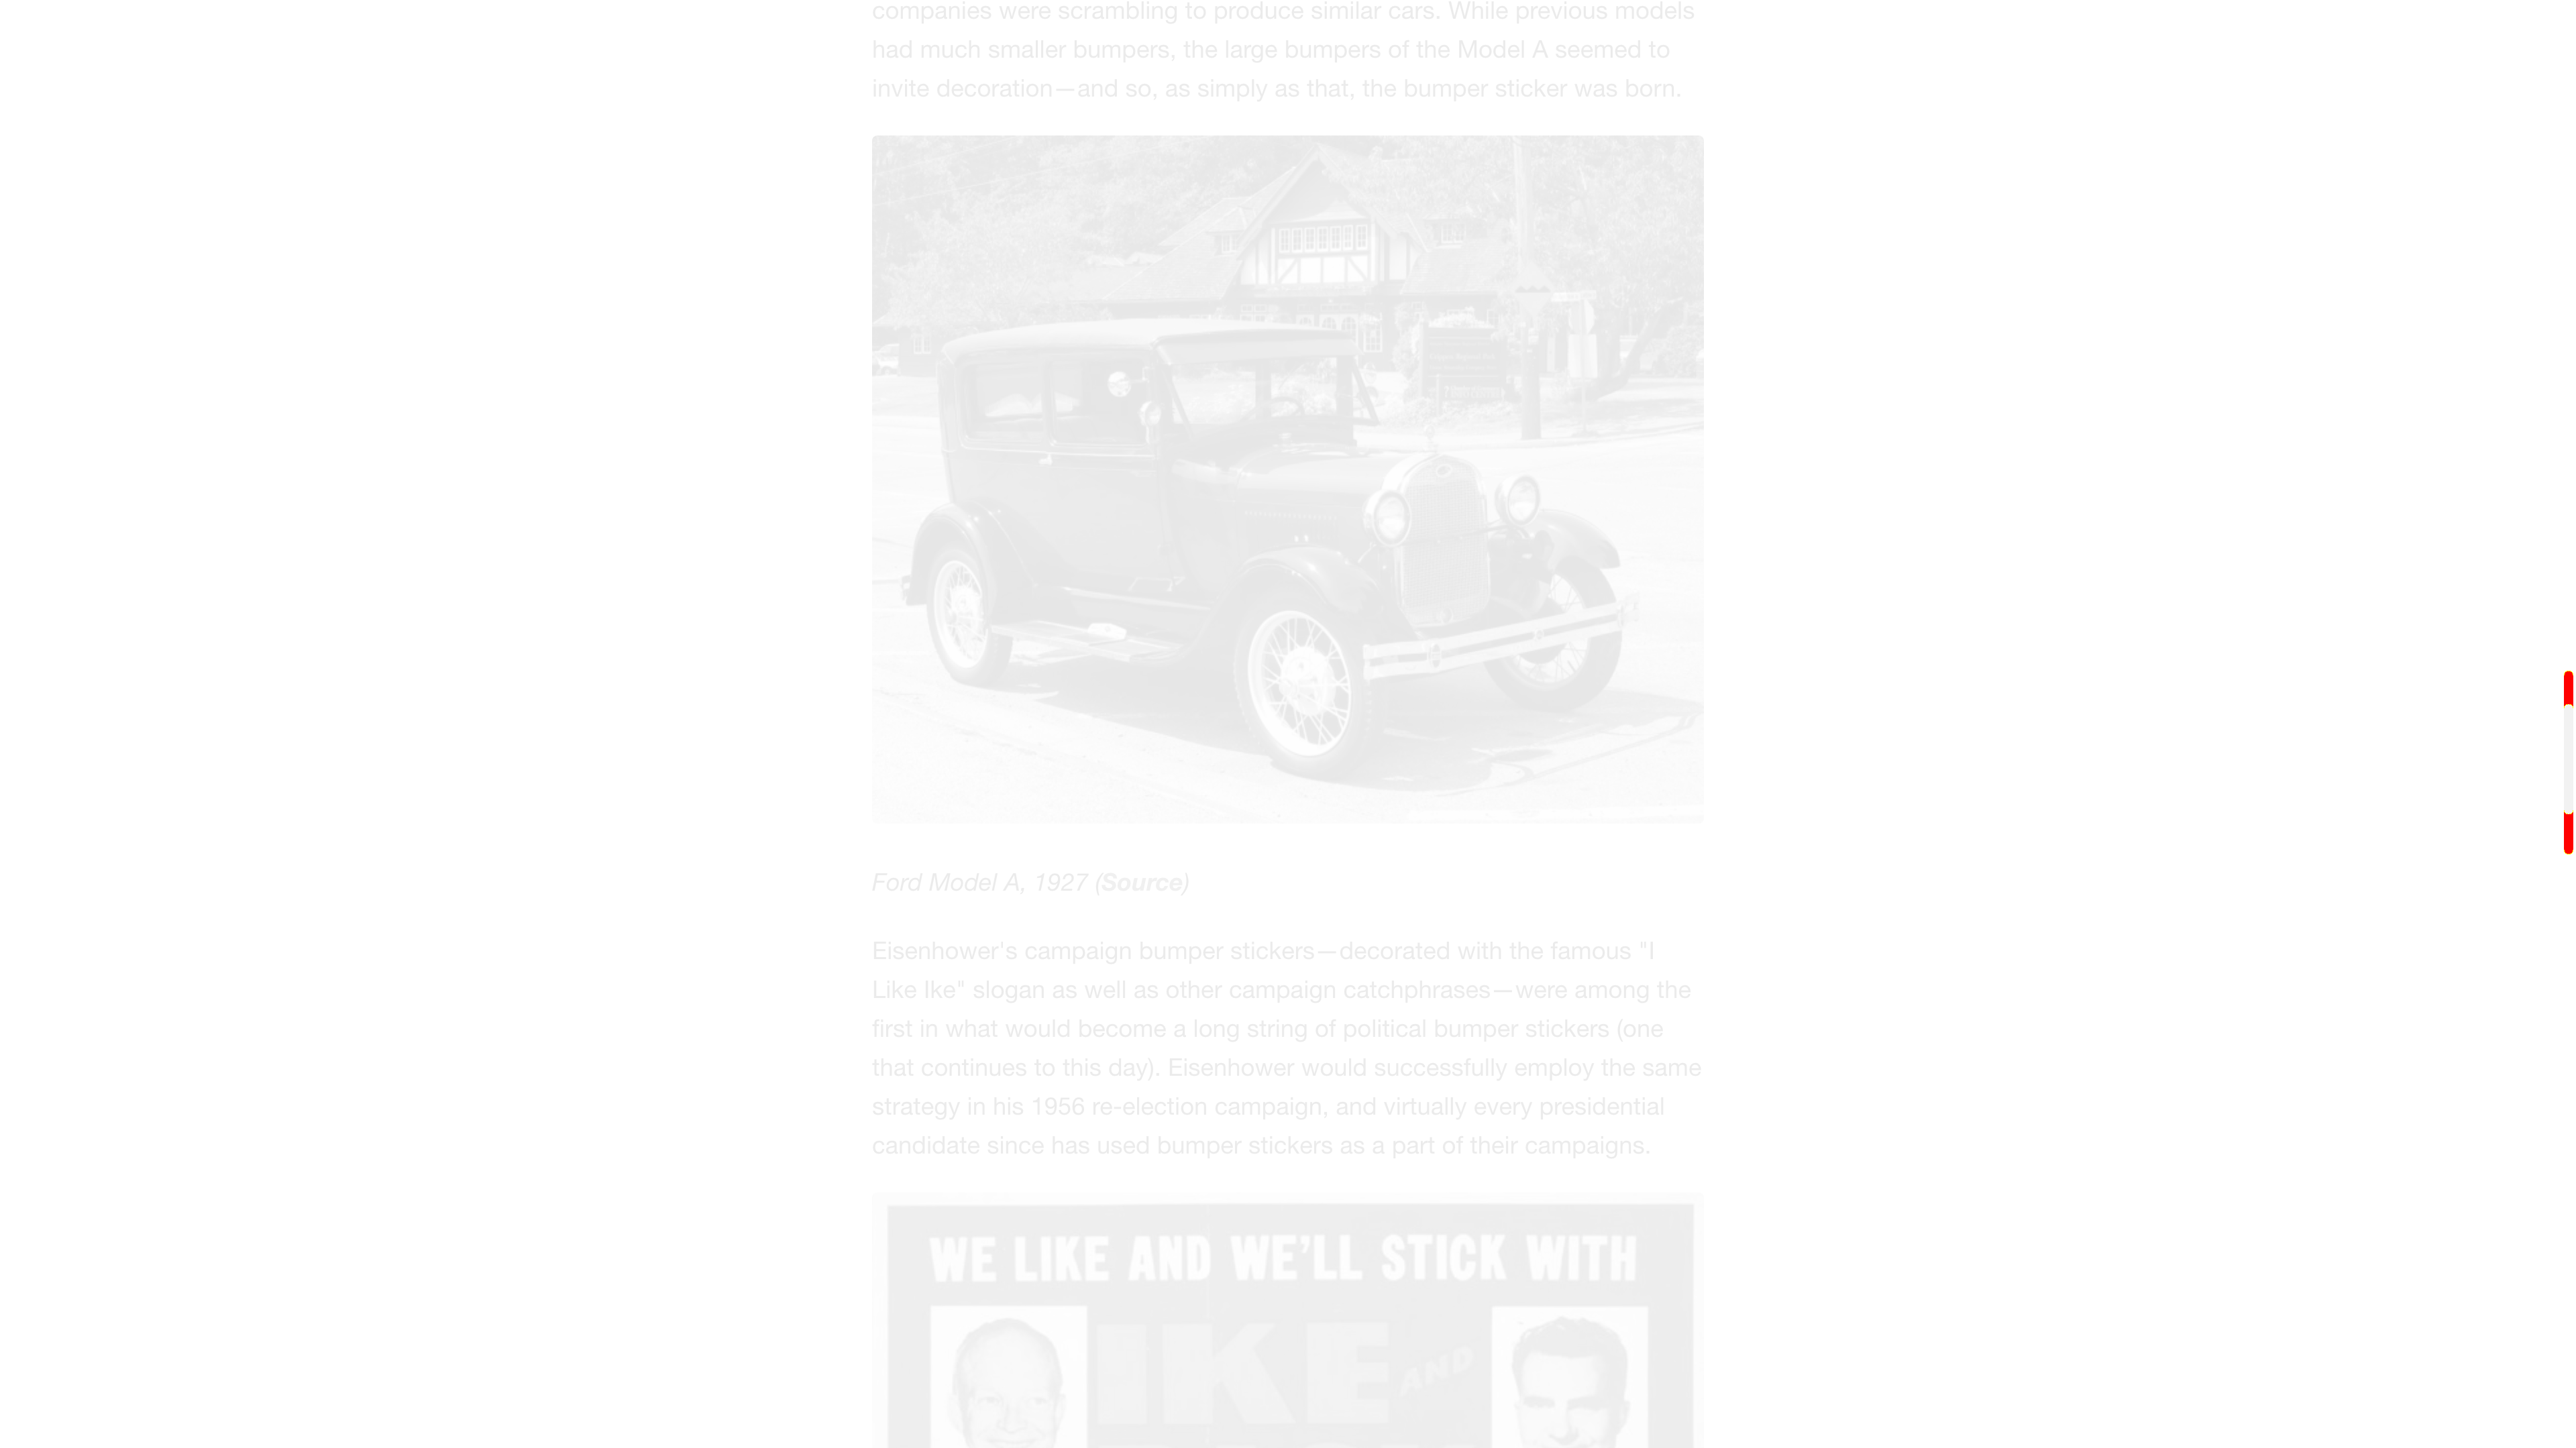 companies were scrambling to produce similar cars. While previous models
had much smaller bumpers, the large bumpers of the Model A seemed to
invite decoration—and so, as simply as that, the bumper sticker was born.
Ford Model A, 1927 (Source)
Eisenhower's campaign bumper stickers—decorated with the famous "I
Like Ike" slogan as well as other campaign catchphrases—were among the
first in what would become a long string of political bumper stickers (one
that continues to this day). Eisenhower would successfully employ the same
strategy in his 1956 re-election campaign, and virtually every presidential
candidate since has used bumper stickers as a part of their campaigns.
WE LIKE AND WE'LL STICK WITH
IKE AND